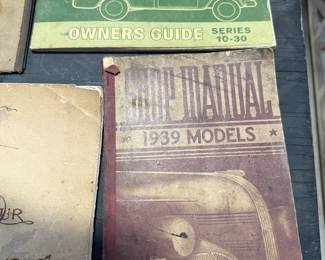 OWNERS GUIDE SERIES
10-30
SHOP MANUAL
1939 MODELS